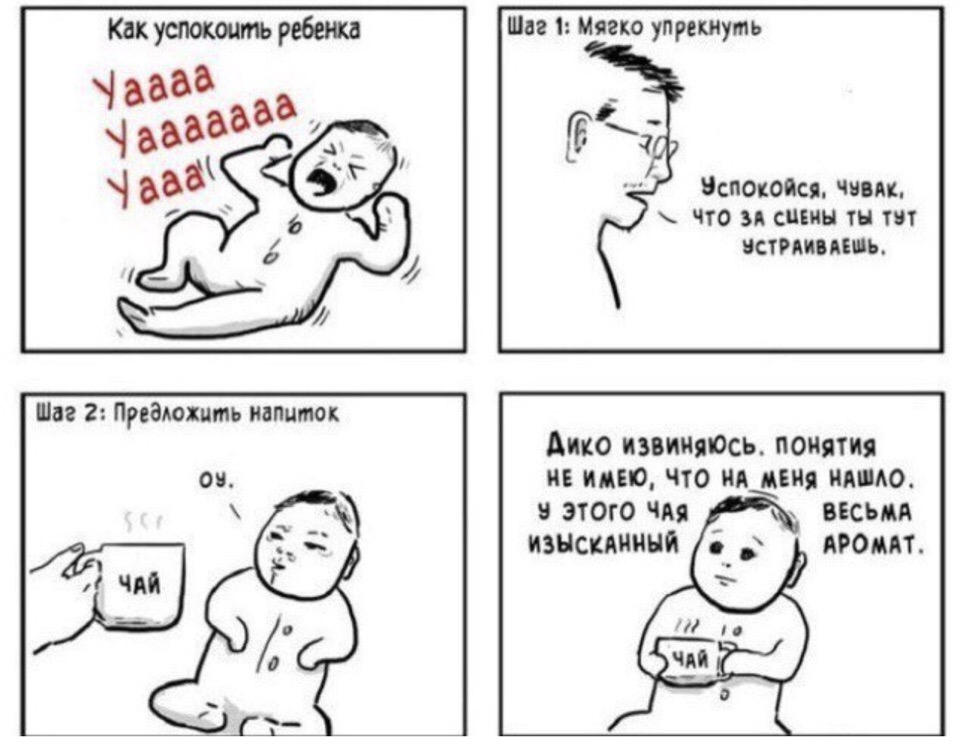 Как успокоить ребенка
Уаааа
Уааааааа
Уааа
Шаг 1: Мягко упрекнуть
Успокойся, чувак,
что за сцены ты тут
устраиваешь.
Шаг 2: Предложить напиток
оу.
ЧАЙ
Дико извиняюсь. понятия
не имею, что на меня нашло.
у этого чая весьма
изысканный аромат.
ЧАЙ